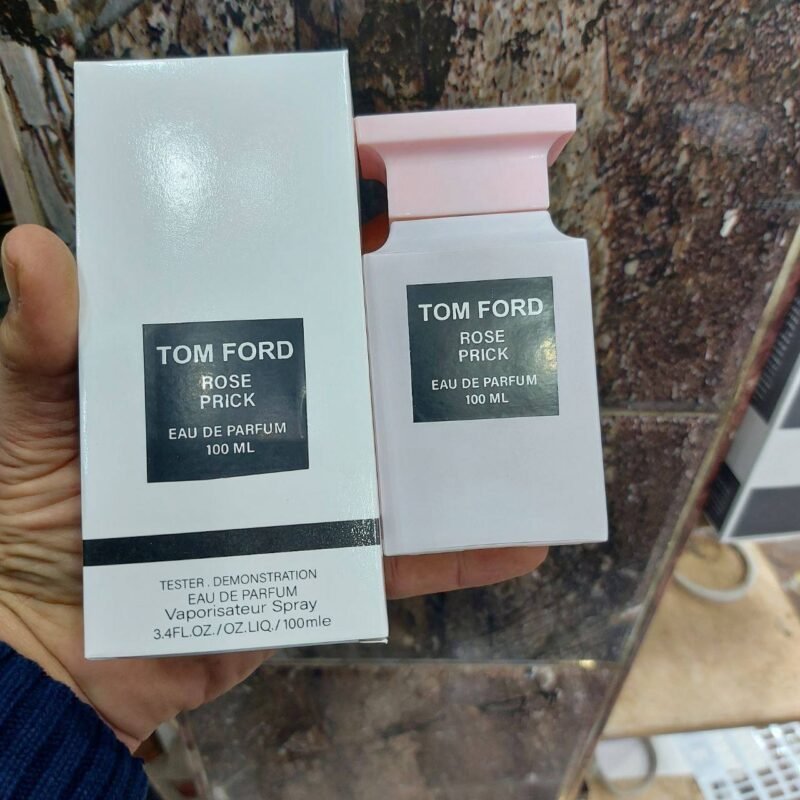 TOM FORD
ROSE
PRICK
EAU DE PARFUM
100 ML
TESTER . DEMONSTRATION
EAU DE PARFUM
Vaporisateur Spray
3.4FL.OZ./OZ.LIQ./100mle
TOM FORD
ROSE
PRICK
EAU DE PARFUM
100 ML